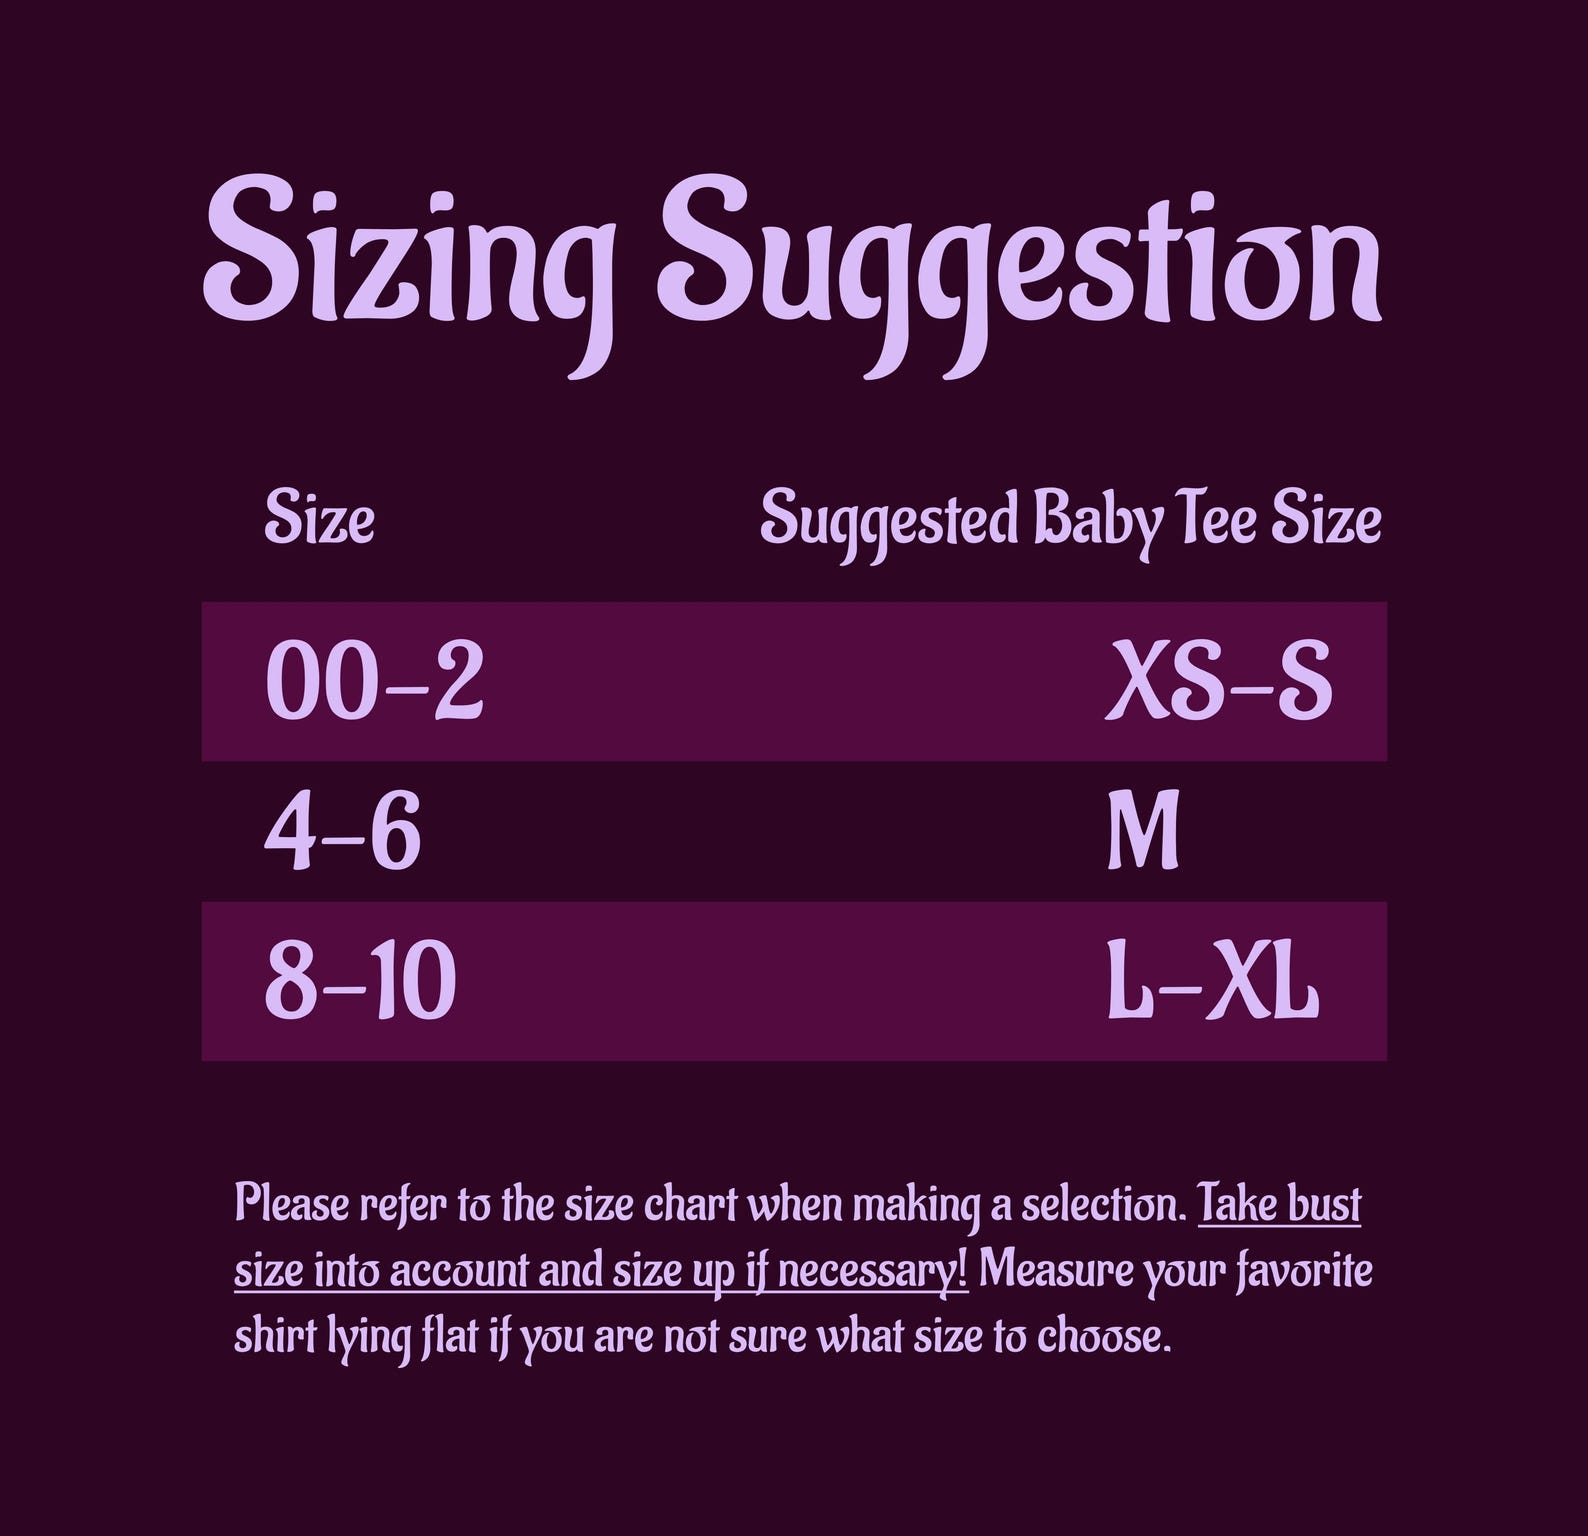 Sizing Suggestion
Size Suggested Baby Tee Size
00–2 XS–S
4–6 M
8–10 L–XL
Please refer to the size chart when making a selection. Take bust
size into account and size up if necessary! Measure your favorite
shirt lying flat if you are not sure what size to choose.